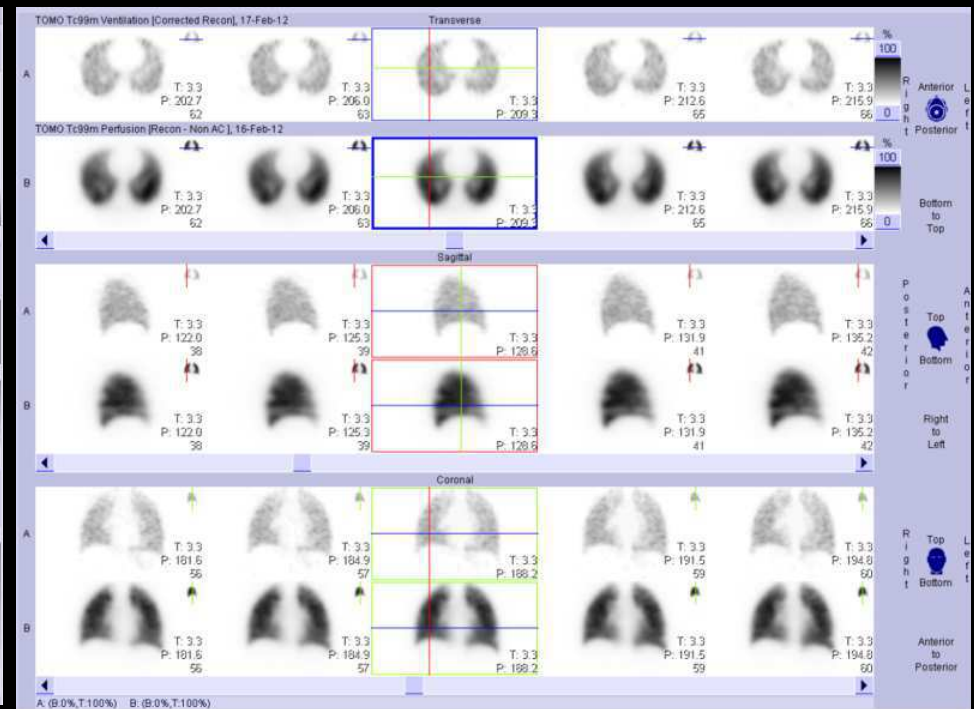 TOMO Tc99m Ventilation [Corrected Recon], 17-Feb-12 Transverse
A
T: 3.3 T: 3.3 T: 3.3 T: 3.3 T: 3.3
P: 202.7 P: 206.0 P: 209.3 P: 212.6 P: 215.9
62 63 65 66
% 100 0
Right Anterior Left
Posterior
TOMO Tc99m Perfusion [Recon - Non AC ], 16-Feb-12
B
T: 3.3 T: 3.3 T: 3.3 T: 3.3 T: 3.3
P: 202.7 P: 206.0 P: 209.3 P: 212.6 P: 215.9
62 63 65 66
% 100 0
Bottom
to
Top
Sagittal
A
T: 3.3 T: 3.3 T: 3.3 T: 3.3 T: 3.3
P: 122.0 P: 125.3 P: 128.6 P: 131.9 P: 135.2
38 39 41 42
Posterior Top Anterior
Bottom
B
T: 3.3 T: 3.3 T: 3.3 T: 3.3 T: 3.3
P: 122.0 P: 125.3 P: 128.6 P: 131.9 P: 135.2
38 39 41 42
Right
to
Left
Coronal
A
T: 3.3 T: 3.3 T: 3.3 T: 3.3 T: 3.3
P: 181.6 P: 184.9 P: 188.2 P: 191.5 P: 194.8
56 57 59 60
Right Top Left
Bottom
B
T: 3.3 T: 3.3 T: 3.3 T: 3.3 T: 3.3
P: 181.6 P: 184.9 P: 188.2 P: 191.5 P: 194.8
56 57 59 60
Anterior
to
Posterior
A: (B:0%,T:100%) B: (B:0%,T:100%)